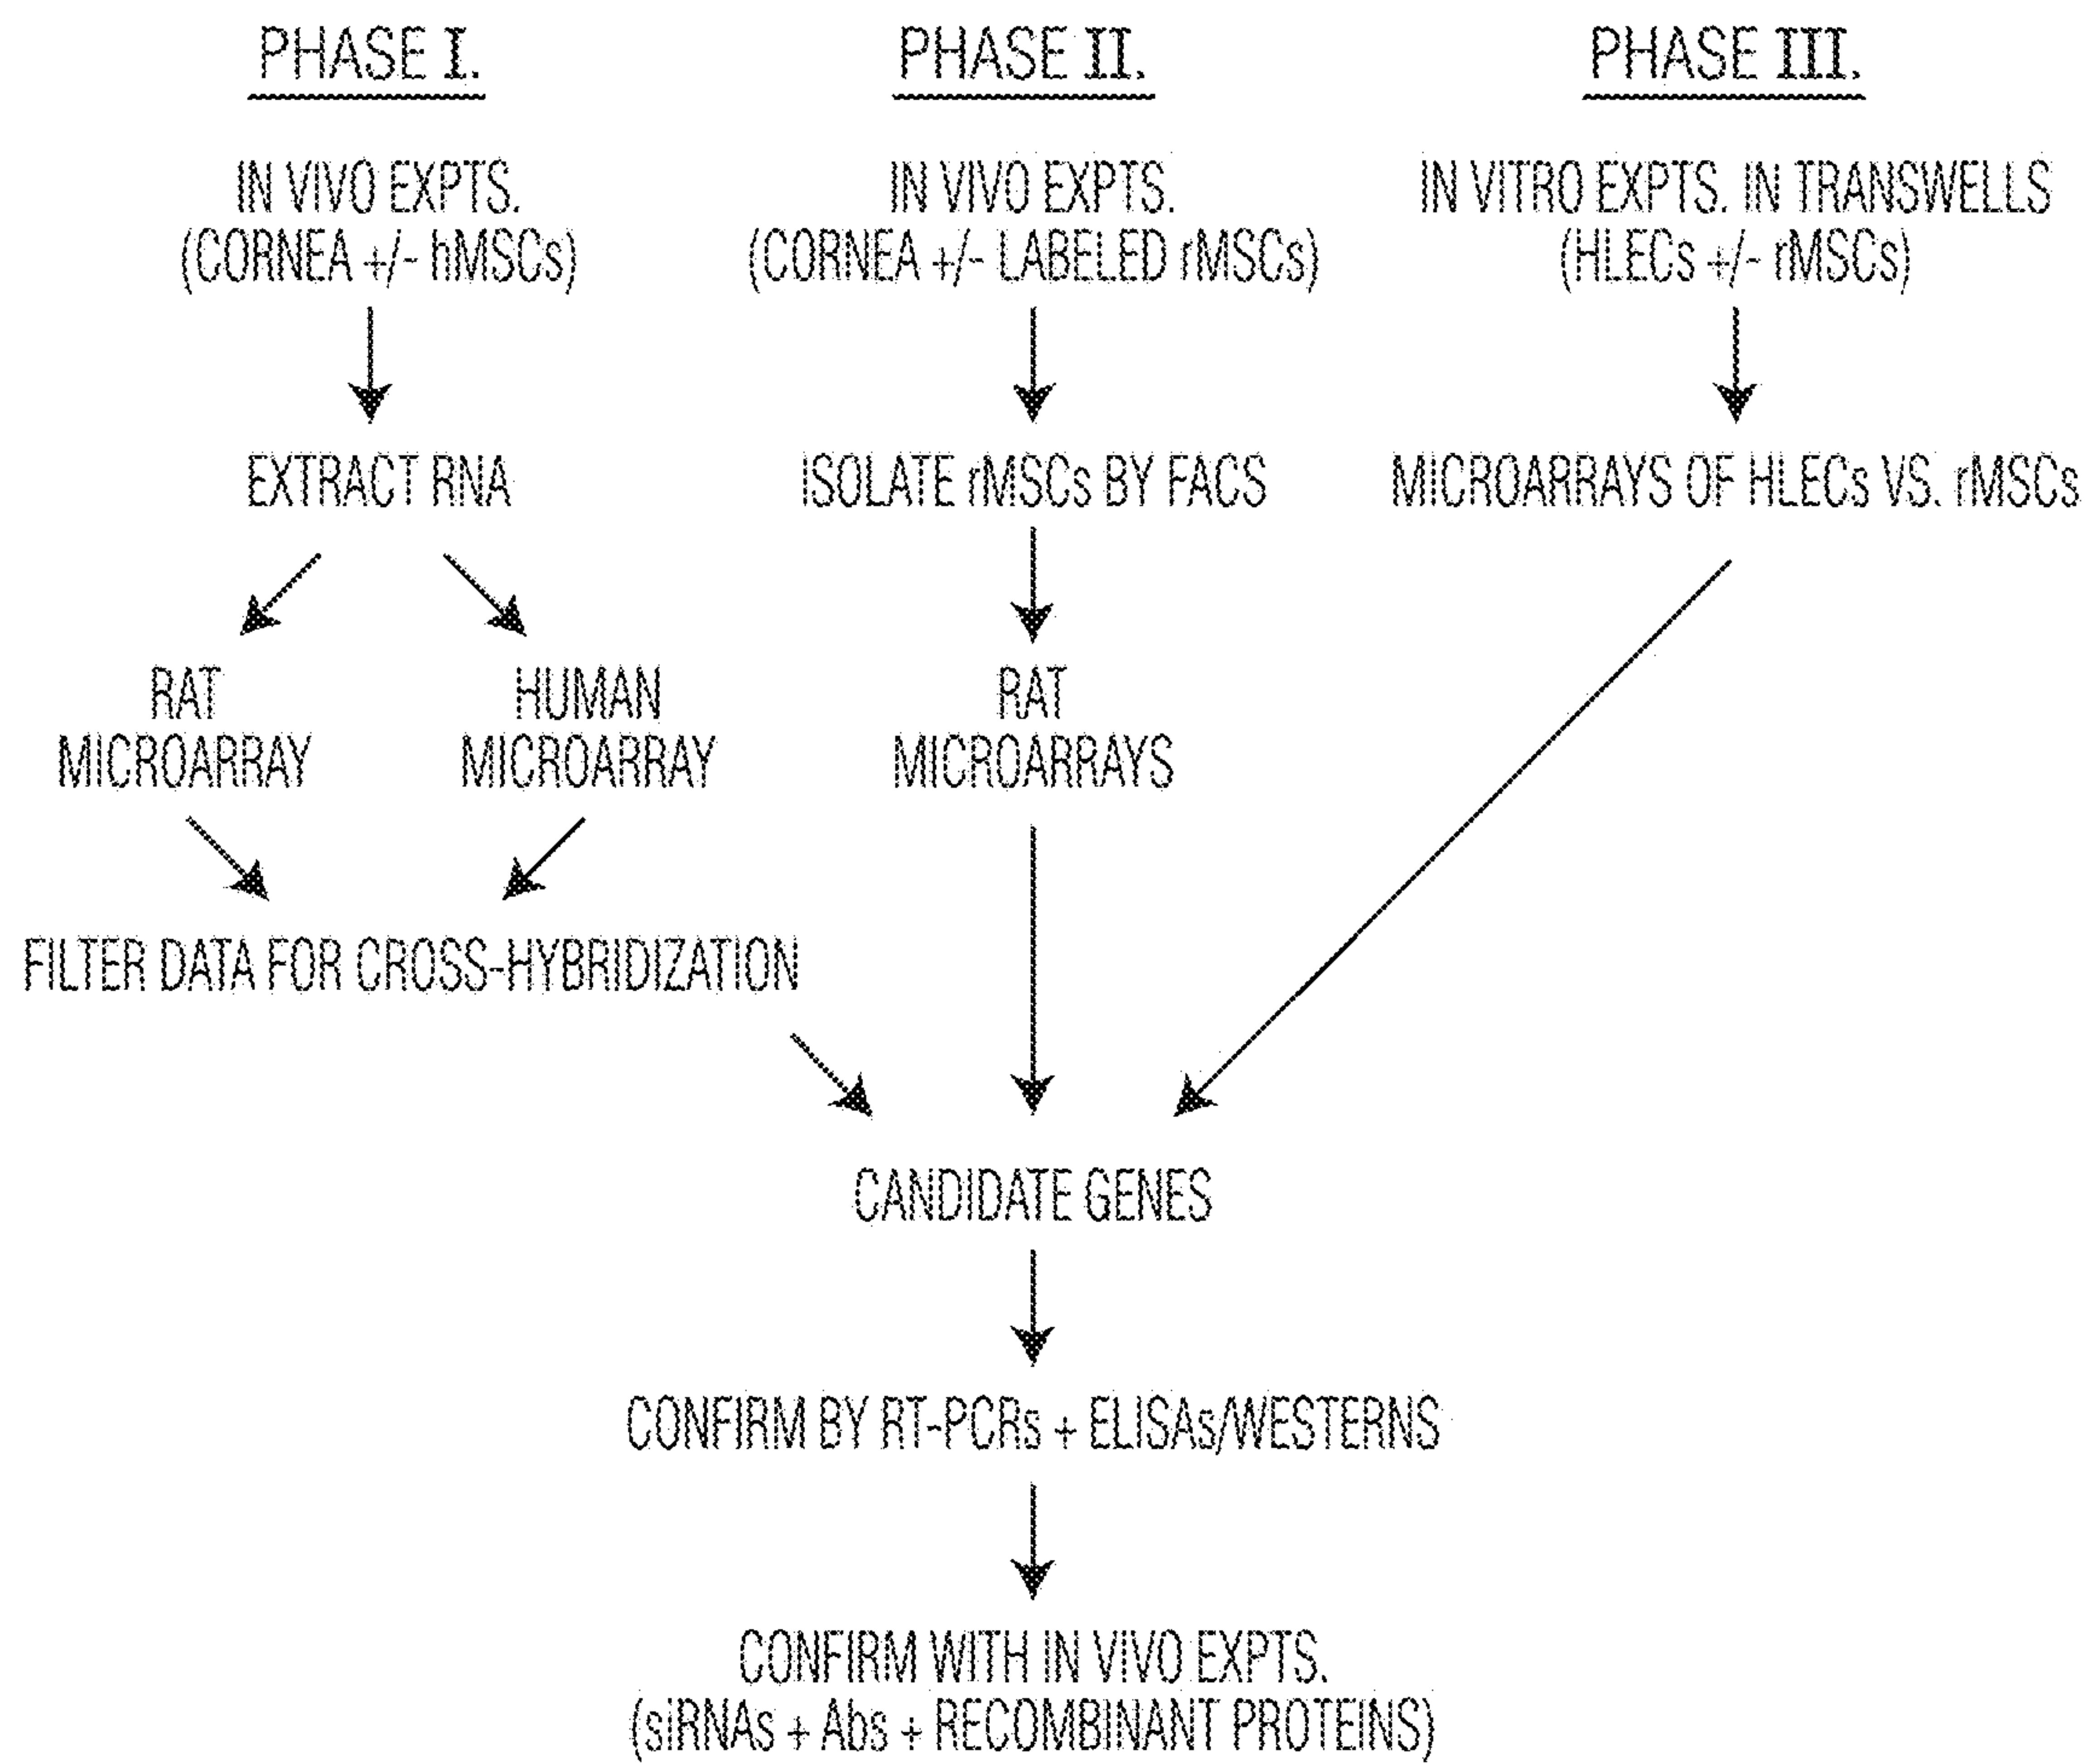 PHASE I.
IN VIVO EXPTS.
(CORNEA +/- hMSCs)
EXTRACT RNA
RAT
MICROARRAY
HUMAN
MICROARRAY
FILTER DATA FOR CROSS-HYBRIDIZATION
PHASE II.
IN VIVO EXPTS.
(CORNEA +/- LABELED rMSCs)
ISOLATE rMSCs BY FACS
RAT
MICROARRAYS
PHASE III.
IN VITRO EXPTS. IN TRANSWELLS
(HLECs +/- rMSCs)
MICROARRAYS OF HLECs VS. rMSCs
CANDIDATE GENES
CONFIRM BY RT-PCRs + ELISAs/WESTERNS
CONFIRM WITH IN VIVO EXPTS.
(siRNAs + Abs + RECOMBINANT PROTEINS)